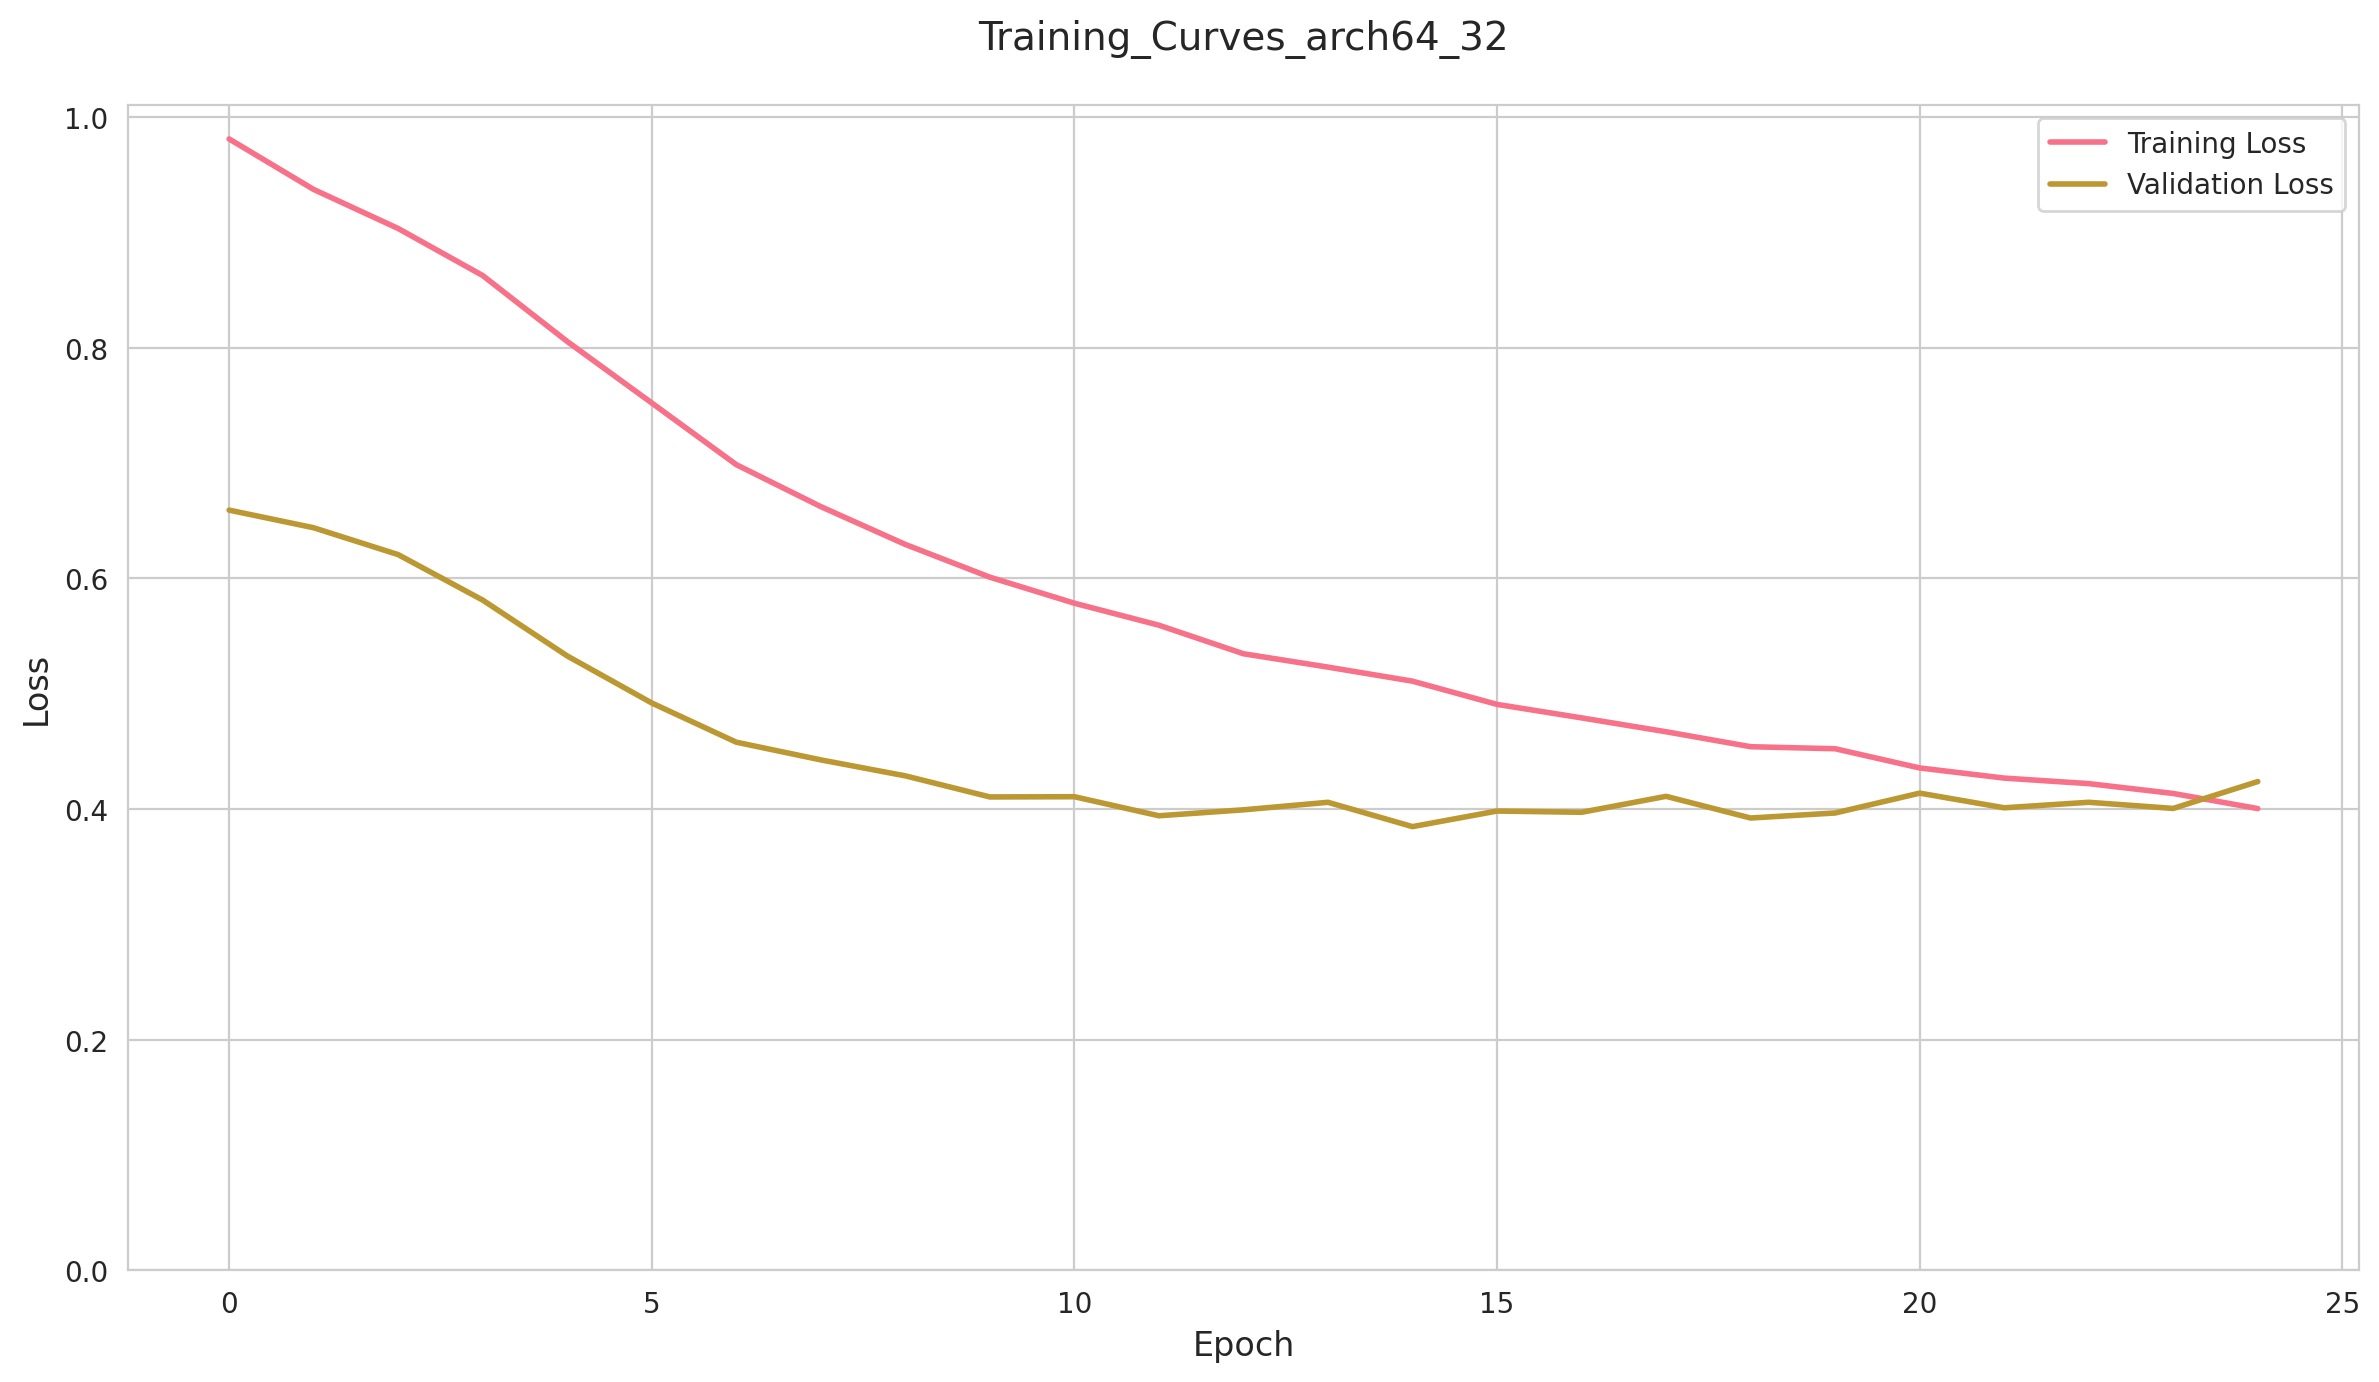 Training_Curves_arch64_32
1.0
0.8
0.6
0.4
0.2
0.0
Loss
Training Loss
Validation Loss
0 5 10 15 20 25
Epoch